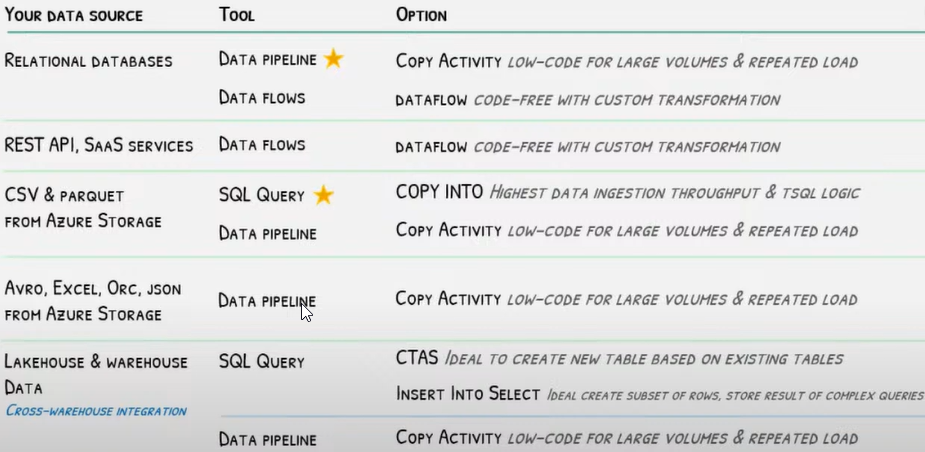 Your data source Tool Option
Relational databases Data pipeline Copy Activity low-code for large volumes & repeated load
Data flows dataflow code-free with custom transformation
REST API, SaaS services Data flows dataflow code-free with custom transformation
CSV & parquet SQL Query COPY INTO Highest data ingestion throughput & tsql logic
from Azure Storage Data pipeline Copy Activity low-code for large volumes & repeated load
Avro, Excel, Orc, json
from Azure Storage Data pipeline Copy Activity low-code for large volumes & repeated load
Lakehouse & warehouse SQL Query CTAS Ideal to create new table based on existing tables
Data Insert Into Select Ideal create subset of rows, store result of complex queries
Cross-warehouse integration
Data pipeline Copy Activity low-code for large volumes & repeated load